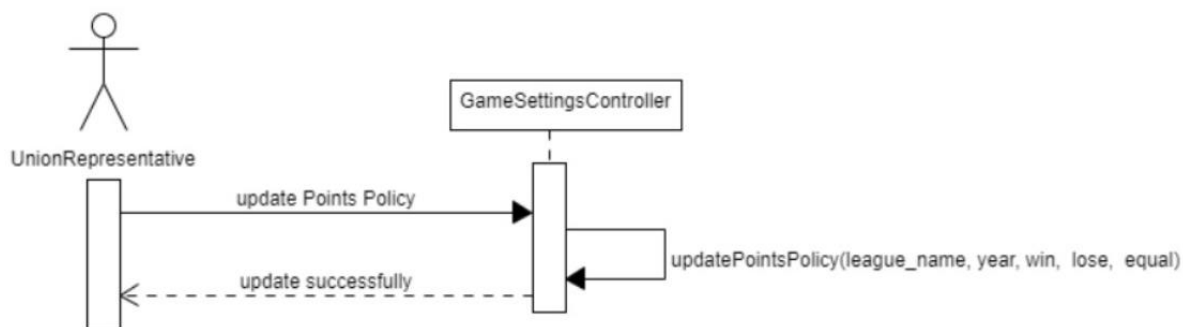 GameSettingsController
UnionRepresentative
update Points Policy
updatePointsPolicy(league_name, year, win, lose, equal)
update successfully